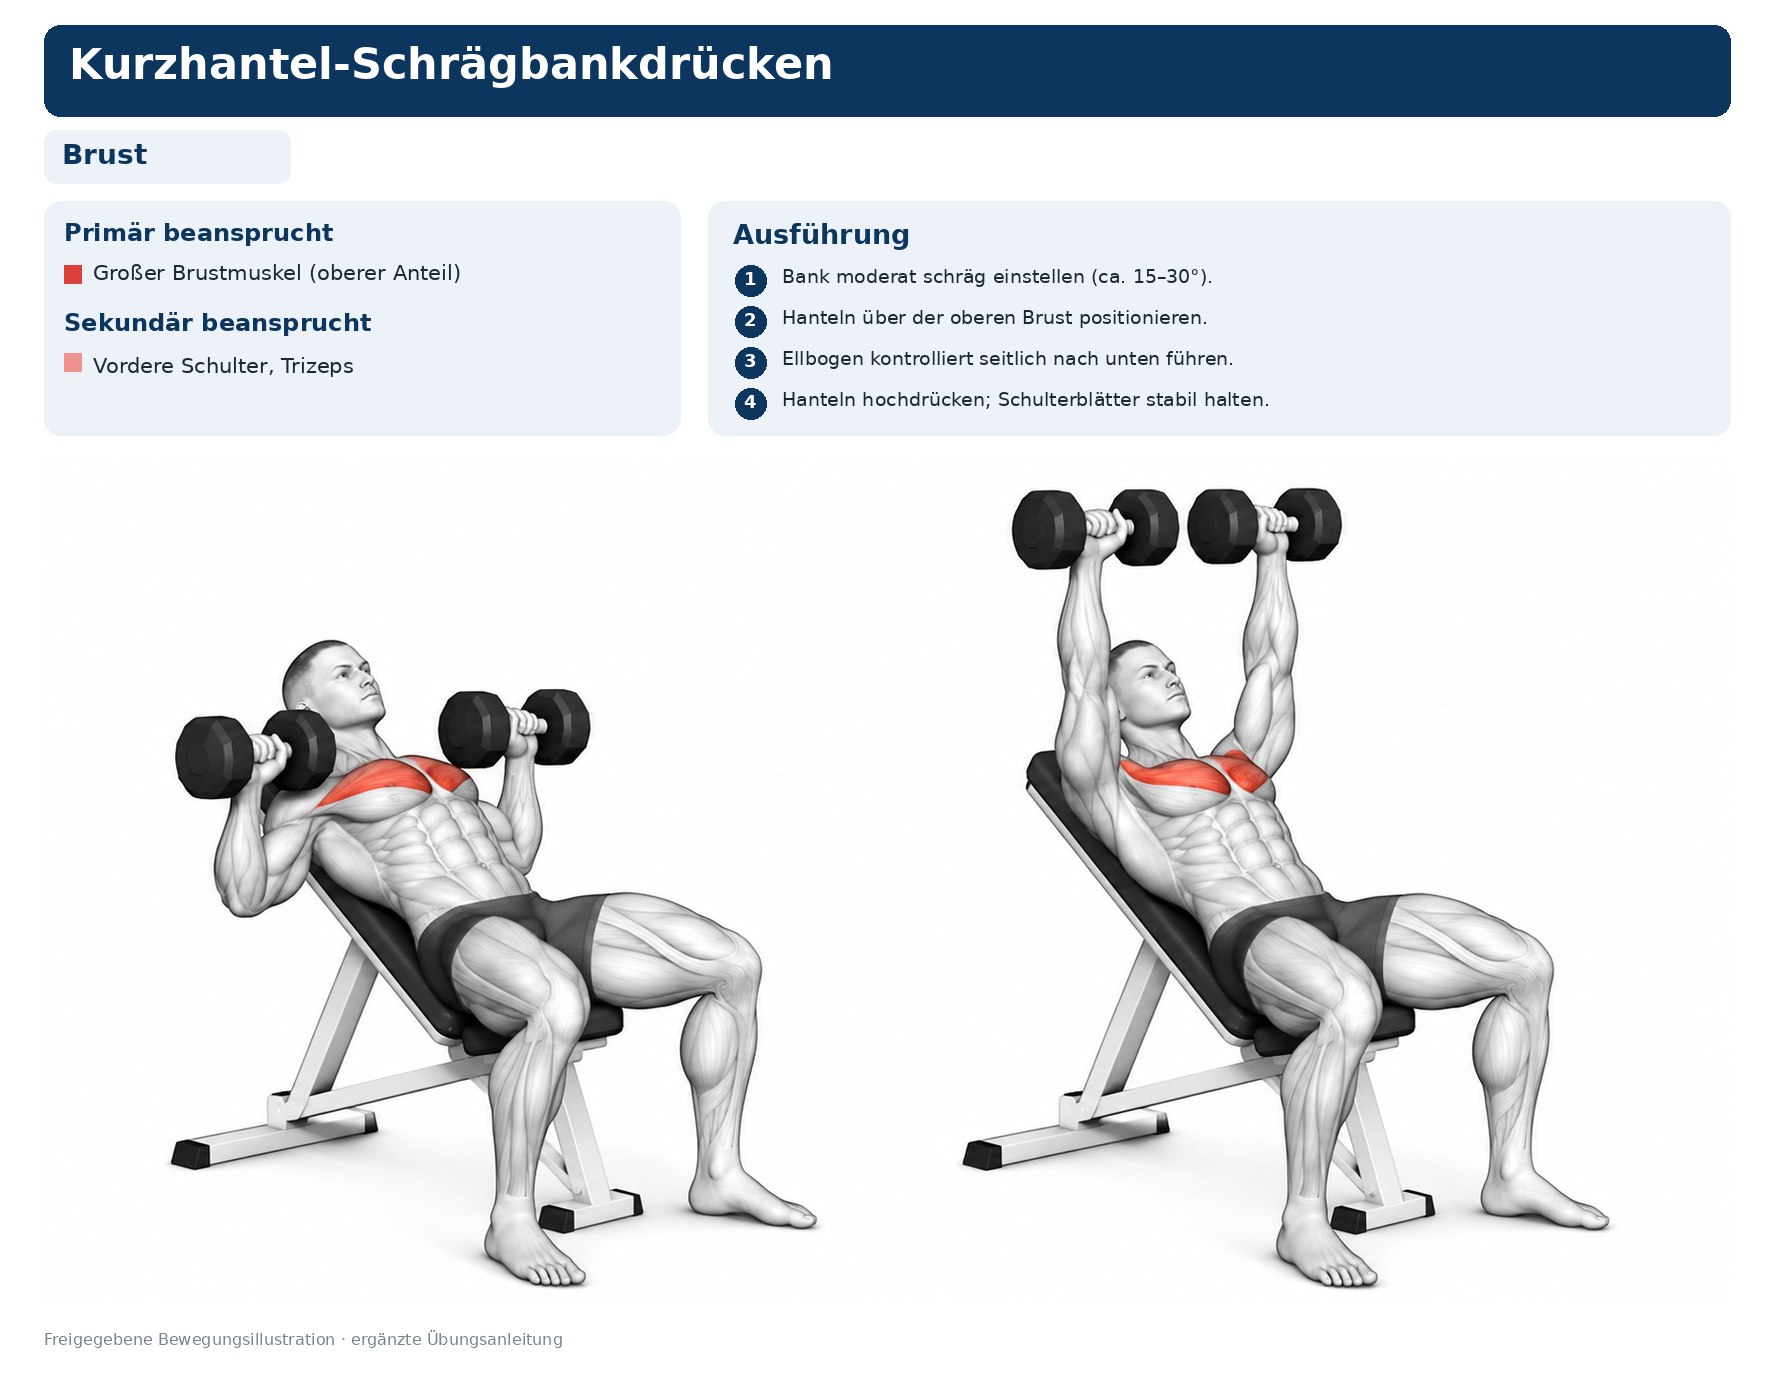 Kurzhantel-Schrägbankdrücken
Brust
Primär beansprucht
Großer Brustmuskel (oberer Anteil)
Sekundär beansprucht
Vordere Schulter, Trizeps
Ausführung
1 Bank moderat schräg einstellen (ca. 15–30°).
2 Hanteln über der oberen Brust positionieren.
3 Ellbogen kontrolliert seitlich nach unten führen.
4 Hanteln hochdrücken; Schulterblätter stabil halten.
Freigegebene Bewegungsillustration · ergänzte Übungsanleitung